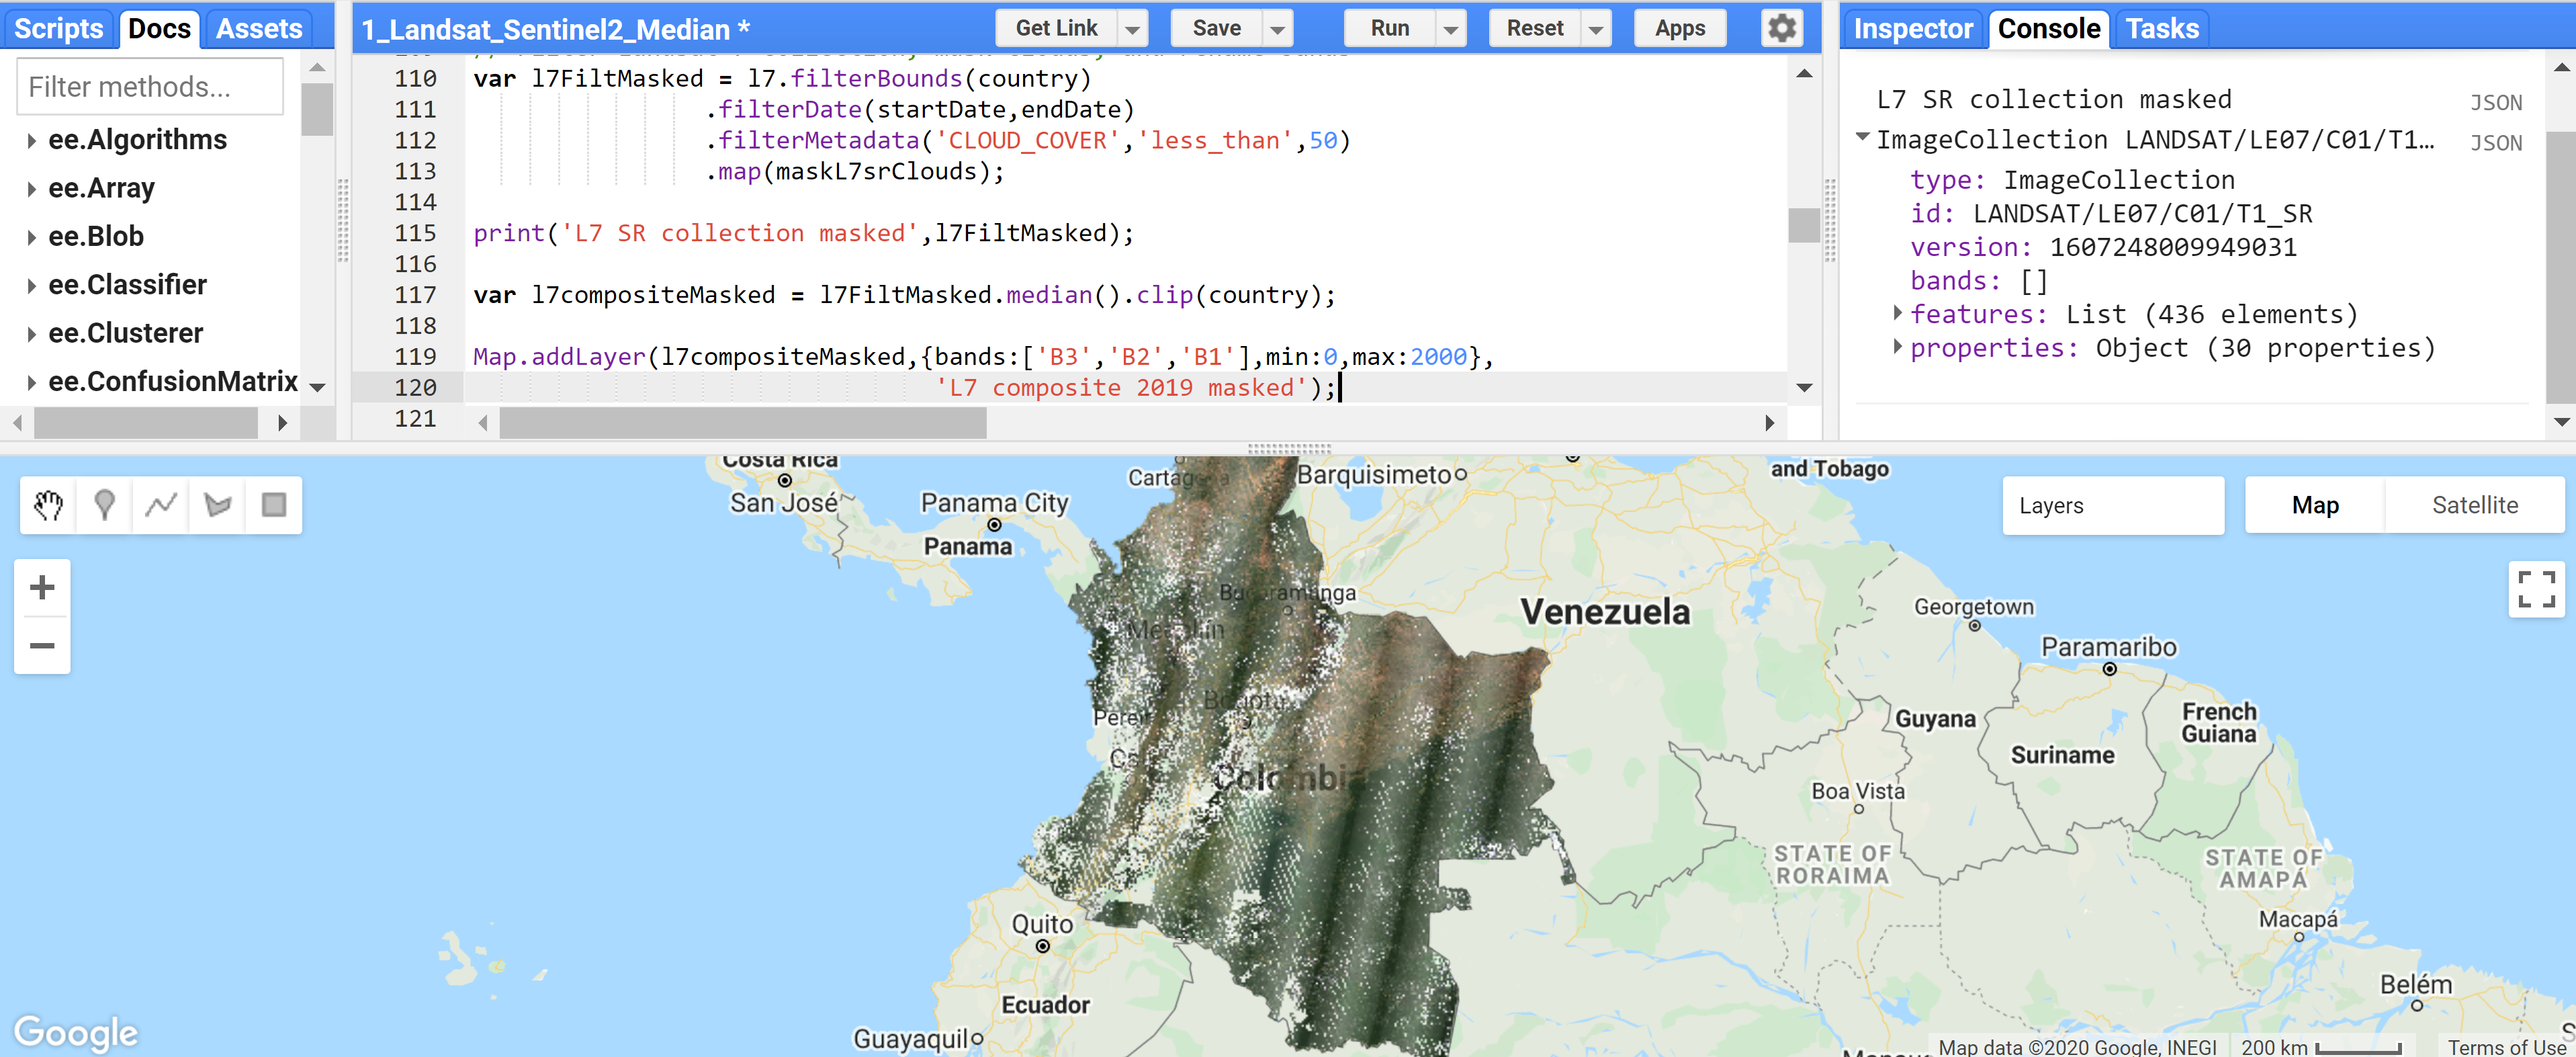 Scripts Docs Assets
Filter methods...
ee.Algorithms
ee.Array
ee.Blob
ee.Classifier
ee.Clusterer
ee.ConfusionMatrix
1_Landsat_Sentinel2_Median * Get Link Save Run Reset Apps
110 var l7FiltMasked = l7.filterBounds(country)
111 .filterDate(startDate,endDate)
112 .filterMetadata('CLOUD_COVER','less_than',50)
113 .map(maskL7srClouds);
114
115 print('L7 SR collection masked',l7FiltMasked);
116
117 var l7compositeMasked = l7FiltMasked.median().clip(country);
118
119 Map.addLayer(l7compositeMasked,{bands:['B3','B2','B1'],min:0,max:2000},
120 'L7 composite 2019 masked');
121
Inspector Console Tasks
L7 SR collection masked JSON
ImageCollection LANDSAT/LE07/C01/T1... JSON
type: ImageCollection
id: LANDSAT/LE07/C01/T1_SR
version: 1607248009949031
bands: []
features: List (436 elements)
properties: Object (30 properties)
Layers
Map Satellite
Costa Rica
San José
Panama City
Panama
Barquisimeto
and Tobago
Bucaramanga
Venezuela
Georgetown
Paramaribo
Bogotá
Guyana
Suriname
French
Guiana
Colombia
Boa Vista
STATE OF
RORAIMA
STATE OF
AMAPÁ
Macapá
Quito
Ecuador
Belém
Guayaquil
Google
Map data ©2020 Google, INEGI 200 km Terms of Use